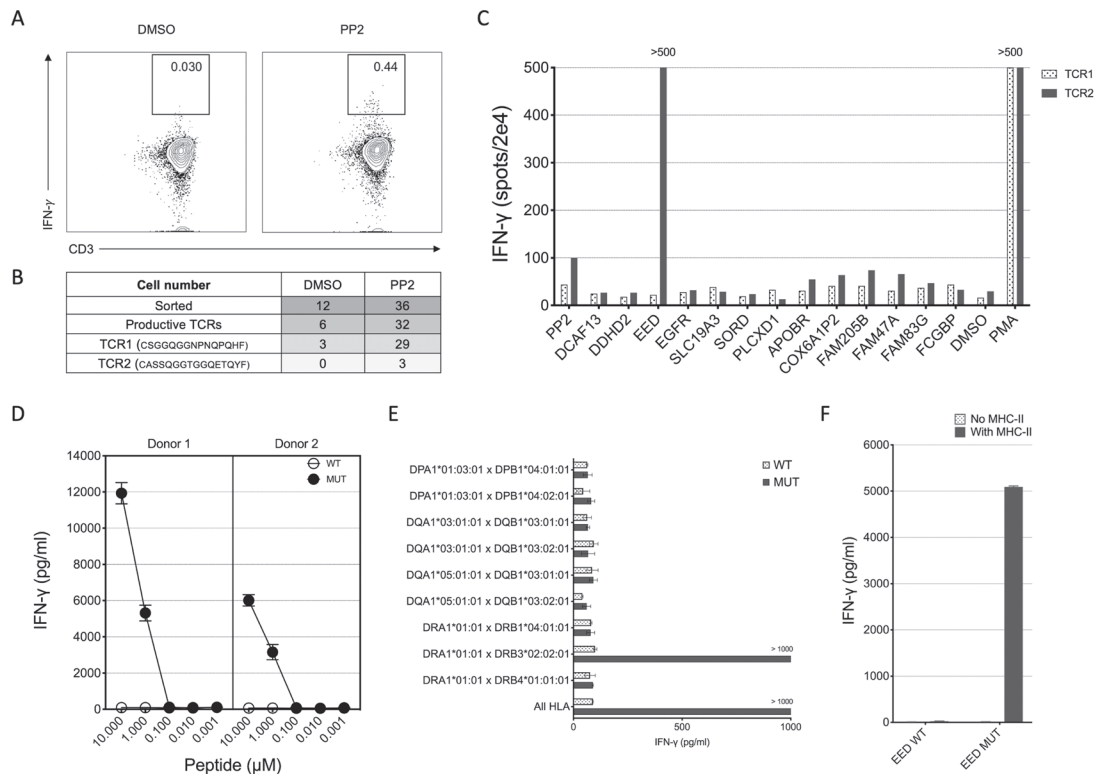 A
DMSO
PP2
0.030
0.44
IFN-γ
CD3
B
Cell number DMSO PP2
Sorted 12 36
Productive TCRs 6 32
TCR1 (CSGGQGGNPNQPQHF) 3 29
TCR2 (CASSQGGTGGQETQYF) 0 3
C
>500
>500
TCR1
TCR2
IFN-γ (spots/2e4)
500
400
300
200
100
50
0
PP2
DCAF13
DDHD2
EED
EGFR
SLC19A3
SORD
PLCXD1
APOBR
COX6A1P2
FAM205B
FAM47A
FAM83G
FCGBP
DMSO
PMA
D
Donor 1
Donor 2
WT
MUT
IFN-γ (pg/ml)
14000
12000
10000
8000
6000
4000
2000
0
10.000
1.000
0.100
0.010
0.001
10.000
1.000
0.100
0.010
0.001
Peptide (μM)
E
WT
MUT
DPA1*01:03:01 x DPB1*04:01:01
DPA1*01:03:01 x DPB1*04:02:01
DQA1*03:01:01 x DQB1*03:01:01
DQA1*03:01:01 x DQB1*03:02:01
DQA1*05:01:01 x DQB1*03:01:01
DQA1*05:01:01 x DQB1*03:02:01
DRA1*01:01 x DRB1*04:01:01
DRA1*01:01 x DRB3*02:02:01
> 1000
DRA1*01:01 x DRB4*01:01:01
All HLA
> 1000
0
500
1000
IFN-γ (pg/ml)
F
No MHC-II
With MHC-II
IFN-γ (pg/ml)
6000
5000
4000
3000
2000
1000
0
EED WT
EED MUT